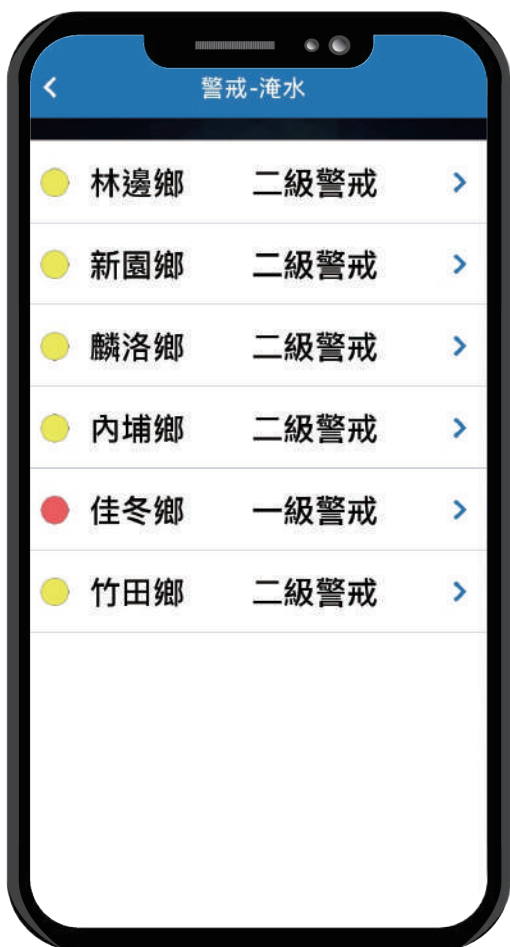 警戒-淹水
林邊鄉 二級警戒
新園鄉 二級警戒
麟洛鄉 二級警戒
內埔鄉 二級警戒
佳冬鄉 一級警戒
竹田鄉 二級警戒